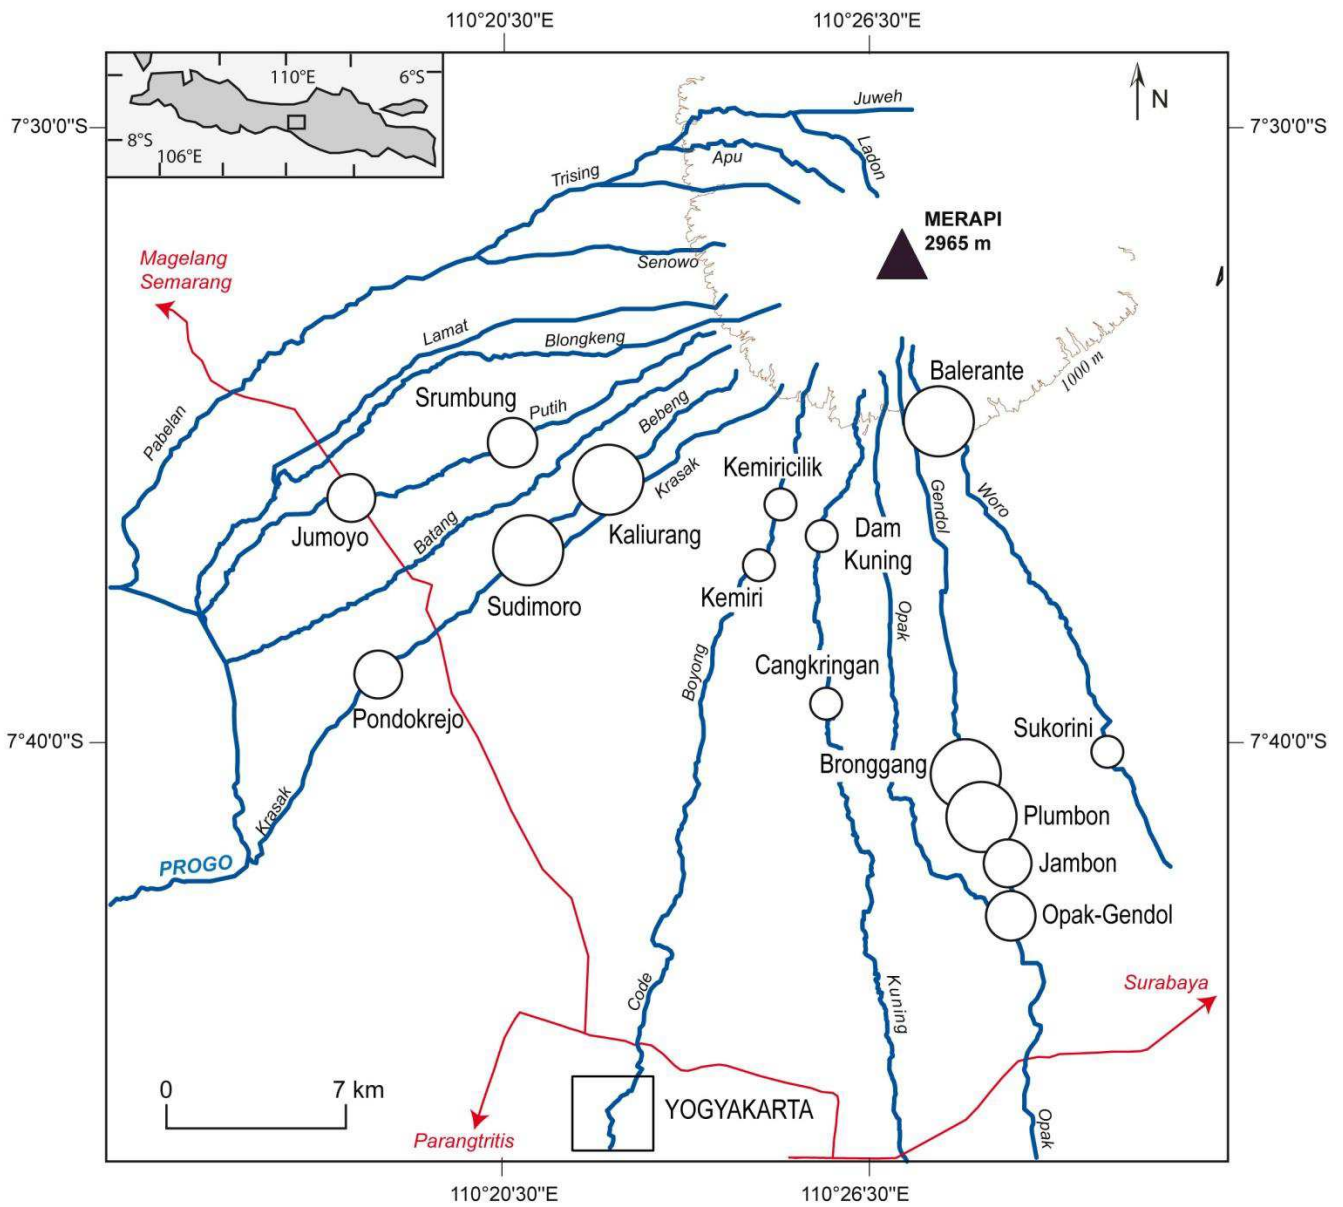 110°20'30"E
110°26'30"E
110°E
6°S
8°S
106°E
N
7°30'0"S
7°30'0"S
Juweh
Ladon
Apu
Trising
MERAPI
2965 m
Senowo
Magelang
Semarang
Lamat
Blongkeng
1000 m
Balerante
Srumbung
Putih
Bebeng
Pabelan
Krasak
Kemiricilik
Gendol
Woro
Jumoyo
Batang
Kaliurang
Dam
Kuning
Sudimoro
Kemiri
Opak
Boyong
Cangkringan
Pondokrejo
Sukorini
7°40'0"S
7°40'0"S
Bronggang
Krasak
Plumbon
PROGO
Jambon
Opak-Gendol
Code
Kuning
Surabaya
0
7 km
YOGYAKARTA
Parangtritis
Opak
110°20'30"E
110°26'30"E